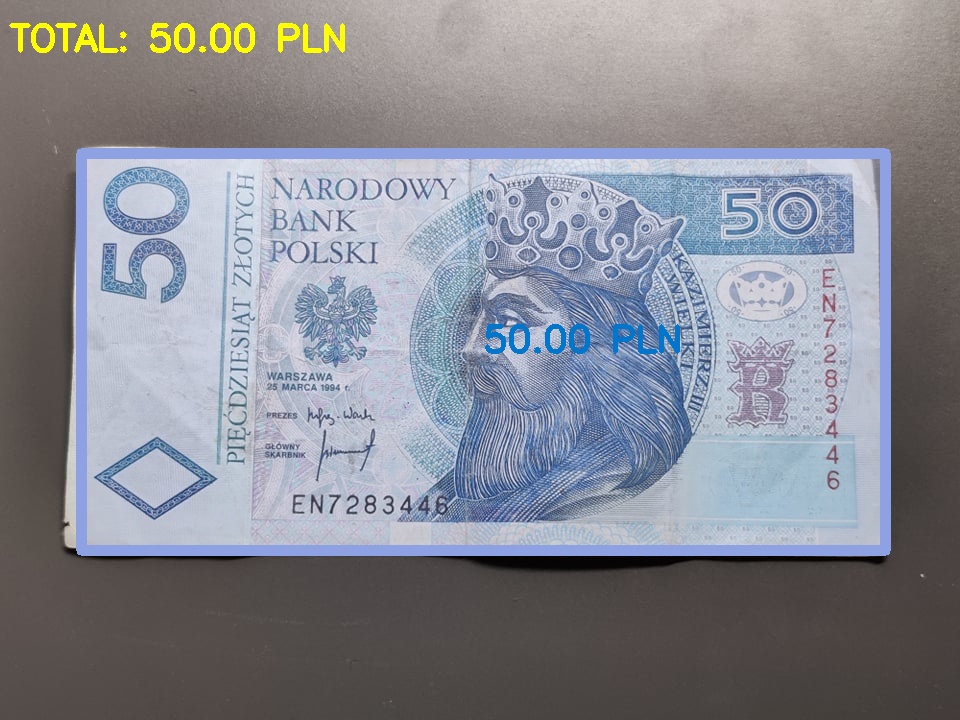 TOTAL: 50.00 PLN
50
PIĘĆDZIESIĄT ZŁOTYCH
NARODOWY
BANK
POLSKI
WARSZAWA
25 MARCA 1994 r.
PREZES
GŁÓWNY
SKARBNIK
EN7283446
50.00 PLN
KAZIMIERZ III
WIELKI
50
EN7283446